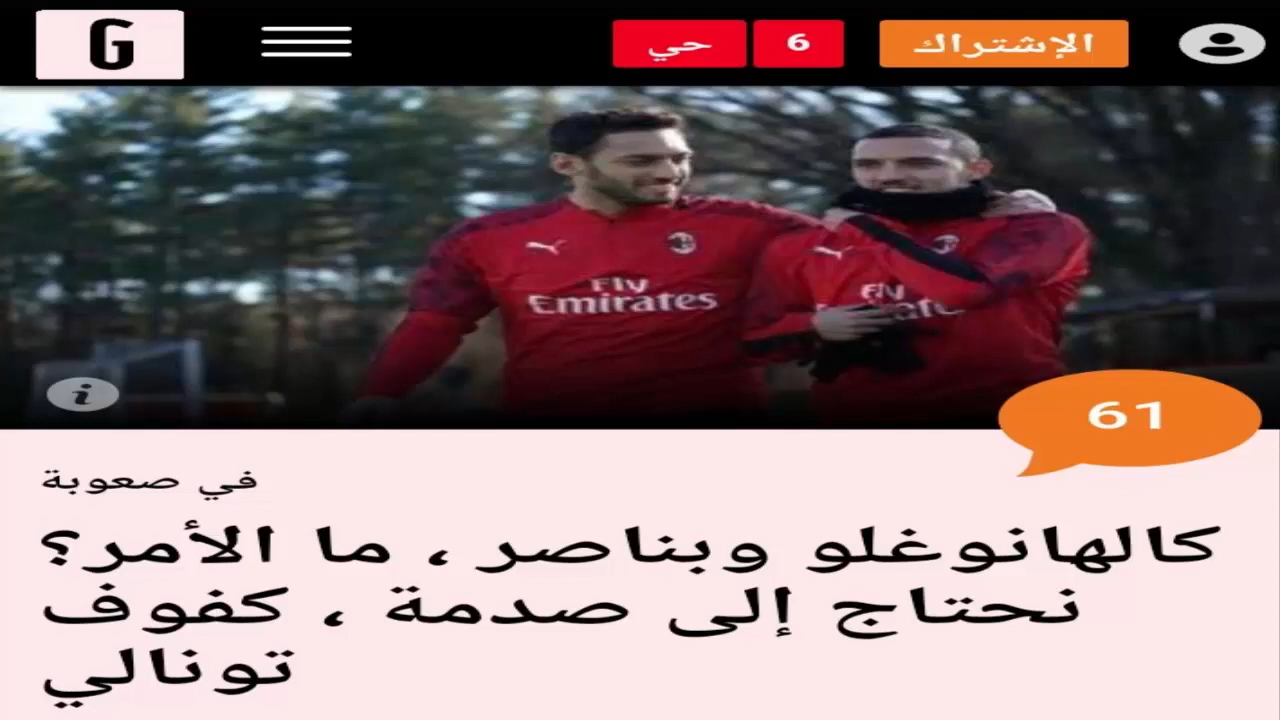 G
حي
6
الإشتراك
Fly
Emirates
Fly
61
في صعوبة
كالهانوغلو وبناصر ، ما الأمر؟
نحتاج إلى صدمة ، كفوف
تونالي